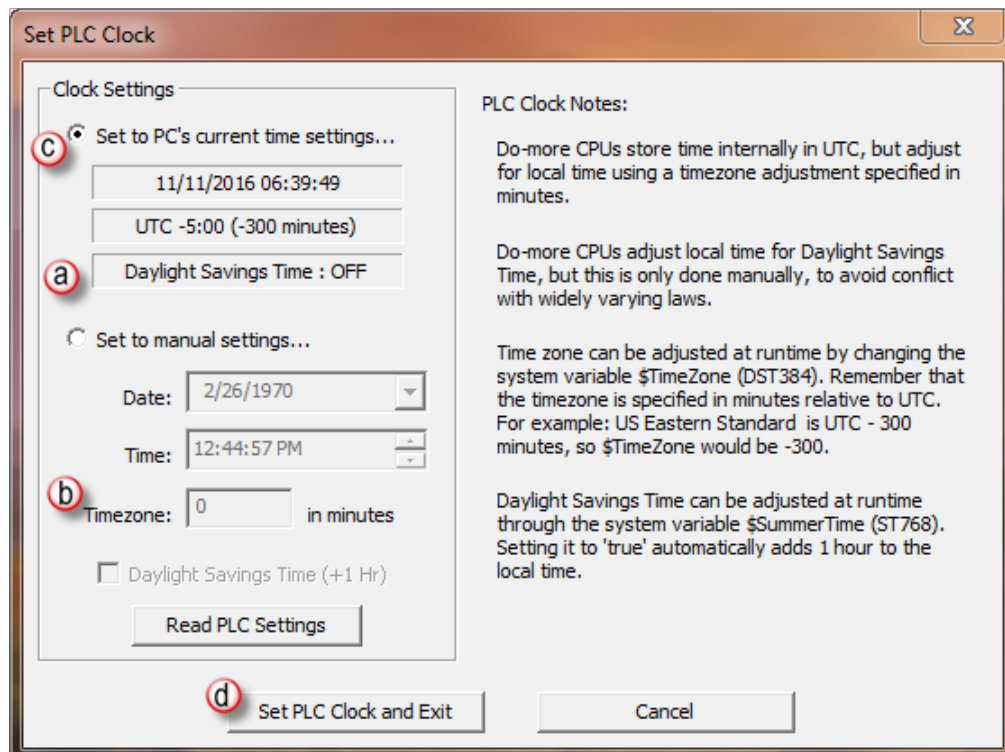 Set PLC Clock
Clock Settings
c Set to PC's current time settings...
11/11/2016 06:39:49
UTC -5:00 (-300 minutes)
a Daylight Savings Time : OFF
Set to manual settings...
Date: 2/26/1970
Time: 12:44:57 PM
b Timezone: 0 in minutes
Daylight Savings Time (+1 Hr)
Read PLC Settings
PLC Clock Notes:
Do-more CPUs store time internally in UTC, but adjust
for local time using a timezone adjustment specified in
minutes.
Do-more CPUs adjust local time for Daylight Savings
Time, but this is only done manually, to avoid conflict
with widely varying laws.
Time zone can be adjusted at runtime by changing the
system variable $TimeZone (DST384). Remember that
the timezone is specified in minutes relative to UTC.
For example: US Eastern Standard is UTC - 300
minutes, so $TimeZone would be -300.
Daylight Savings Time can be adjusted at runtime
through the system variable $SummerTime (ST768).
Setting it to 'true' automatically adds 1 hour to the
local time.
d Set PLC Clock and Exit
Cancel